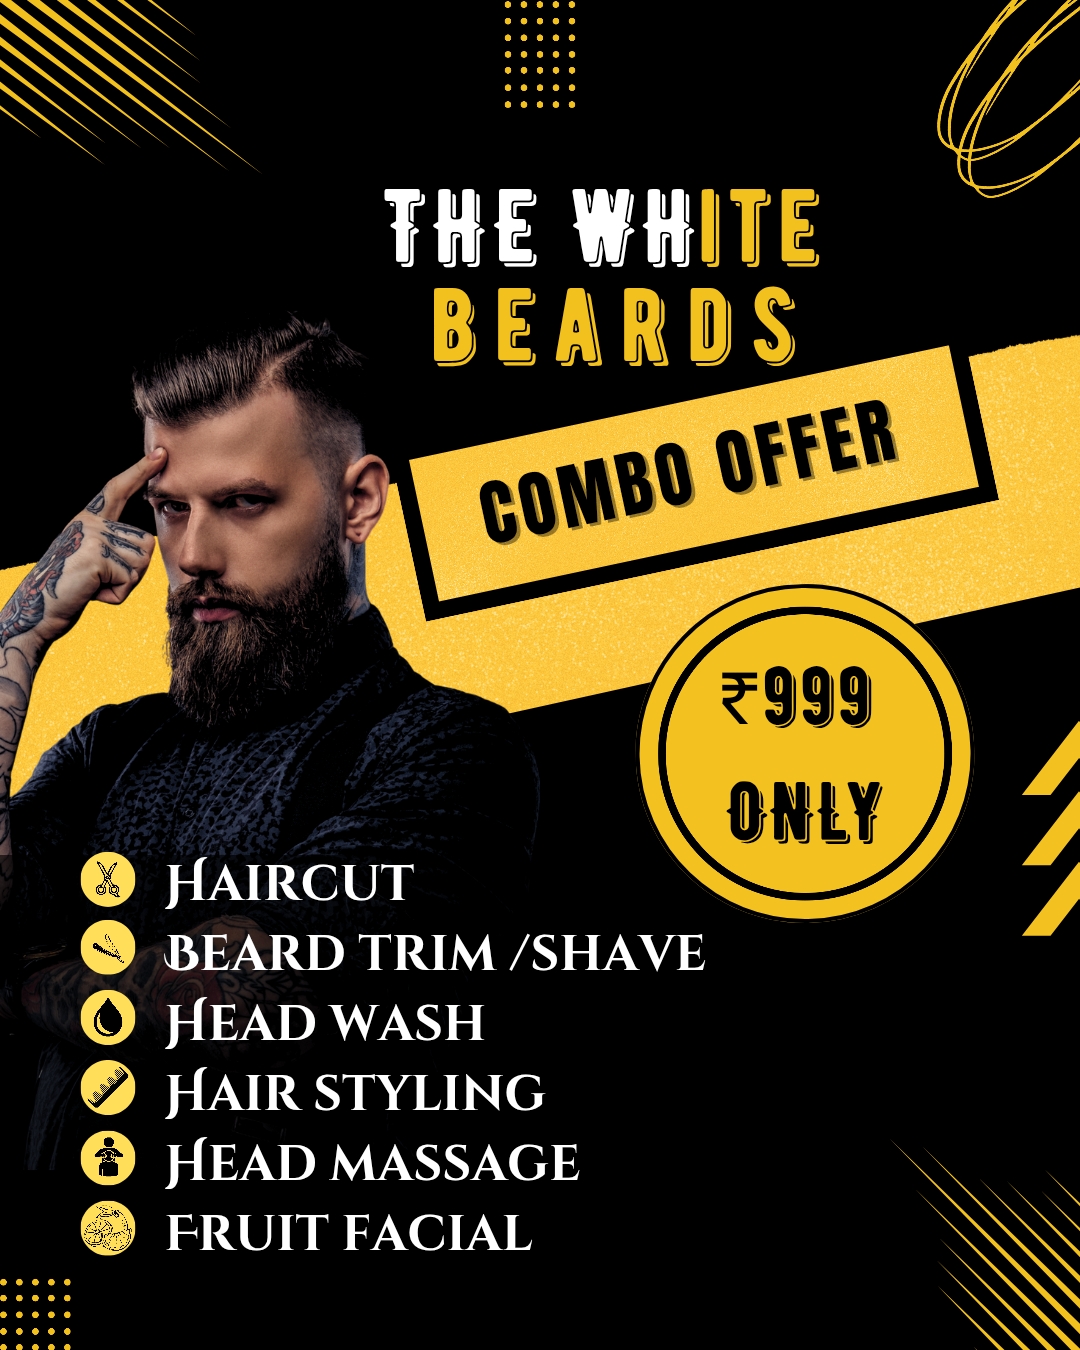 THE WHITE
BEARDS
COMBO OFFER
₹999
ONLY
HAIRCUT
BEARD TRIM /SHAVE
HEAD WASH
HAIR STYLING
HEAD MASSAGE
FRUIT FACIAL